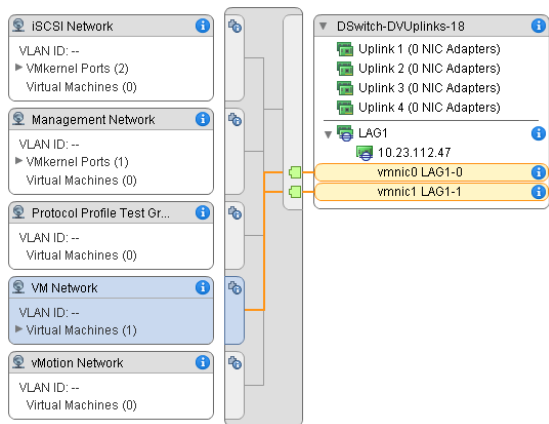 iSCSI Network
VLAN ID: --
VMkernel Ports (2)
Virtual Machines (0)
Management Network
VLAN ID: --
VMkernel Ports (1)
Virtual Machines (0)
Protocol Profile Test Gr...
VLAN ID: --
Virtual Machines (0)
VM Network
VLAN ID: --
Virtual Machines (1)
vMotion Network
VLAN ID: --
Virtual Machines (0)
DSwitch-DVUplinks-18
Uplink 1 (0 NIC Adapters)
Uplink 2 (0 NIC Adapters)
Uplink 3 (0 NIC Adapters)
Uplink 4 (0 NIC Adapters)
LAG1
10.23.112.47
vmnic0 LAG1-0
vmnic1 LAG1-1